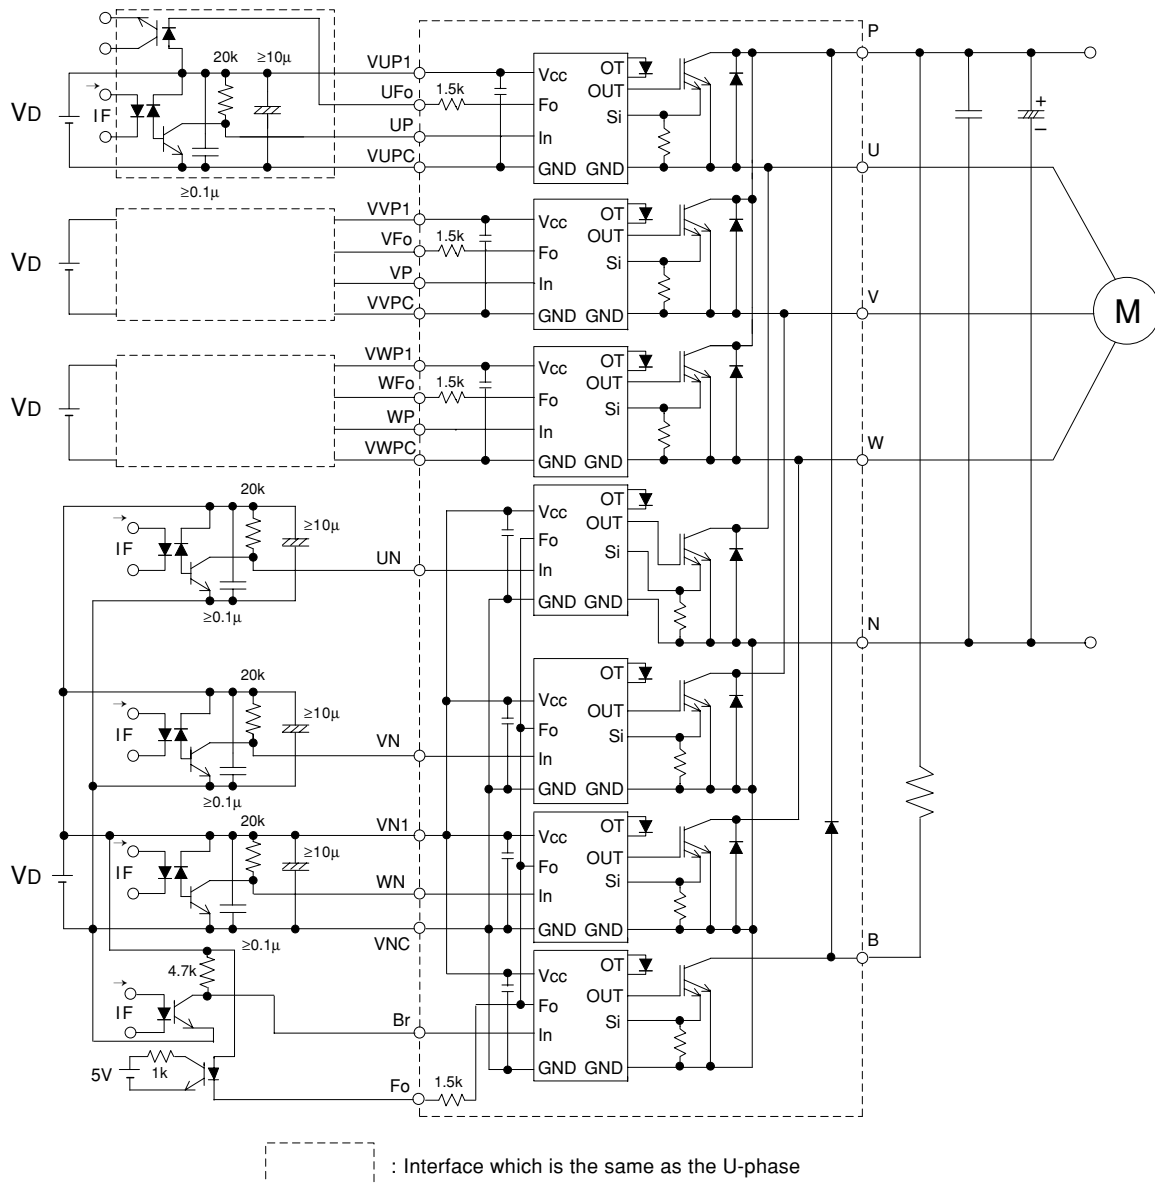 P
20k ≥10µ VUP1 Vcc OT
UFo 1.5k OUT
VD IF Fo Si +
UP In –
VUPC GND GND U
≥0.1µ
VVP1 Vcc OT
VFo 1.5k OUT
VD Fo Si
VP In
VVPC GND GND V
M
VWP1 Vcc OT
WFo 1.5k OUT
VD Fo Si
WP In
VWPC GND GND W
20k OT
≥10µ Vcc OUT
IF Fo Si
UN In
≥0.1µ GND GND
N
20k OT
≥10µ Vcc OUT
IF Fo Si
VN In
≥0.1µ GND GND
20k VN1 Vcc OT
≥10µ OUT
VD IF Fo Si
WN In
≥0.1µ VNC GND GND
B
4.7k Vcc OT
IF Fo OUT
Br In Si
5V 1k GND GND
Fo 1.5k
: Interface which is the same as the U-phase